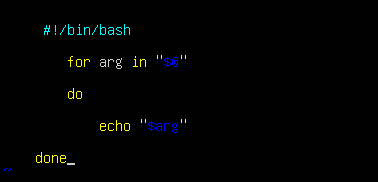 #!/bin/bash
for arg in "$@"
do
echo "$arg"
done
~